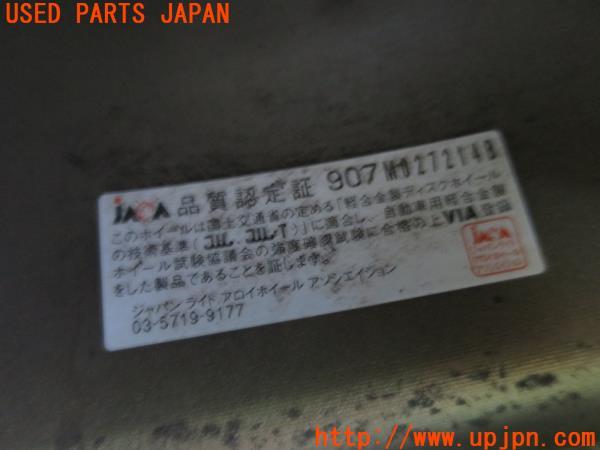 USED PARTS JAPAN
JAWA 品質認定証 907
このホイールは国土交通省の定める「軽合金製ディスクホイール
の技術基準(JWL・JWL-T)」に適合し、自動車用軽合金製
ホイール試験協議会の強度確認試験に合格の上VIA登録
をした製品であることを証します。
ジャパン ライト アロイホイール アソシエイション
03-5719-9177
UPJ 直販
https://www.upjpn.com